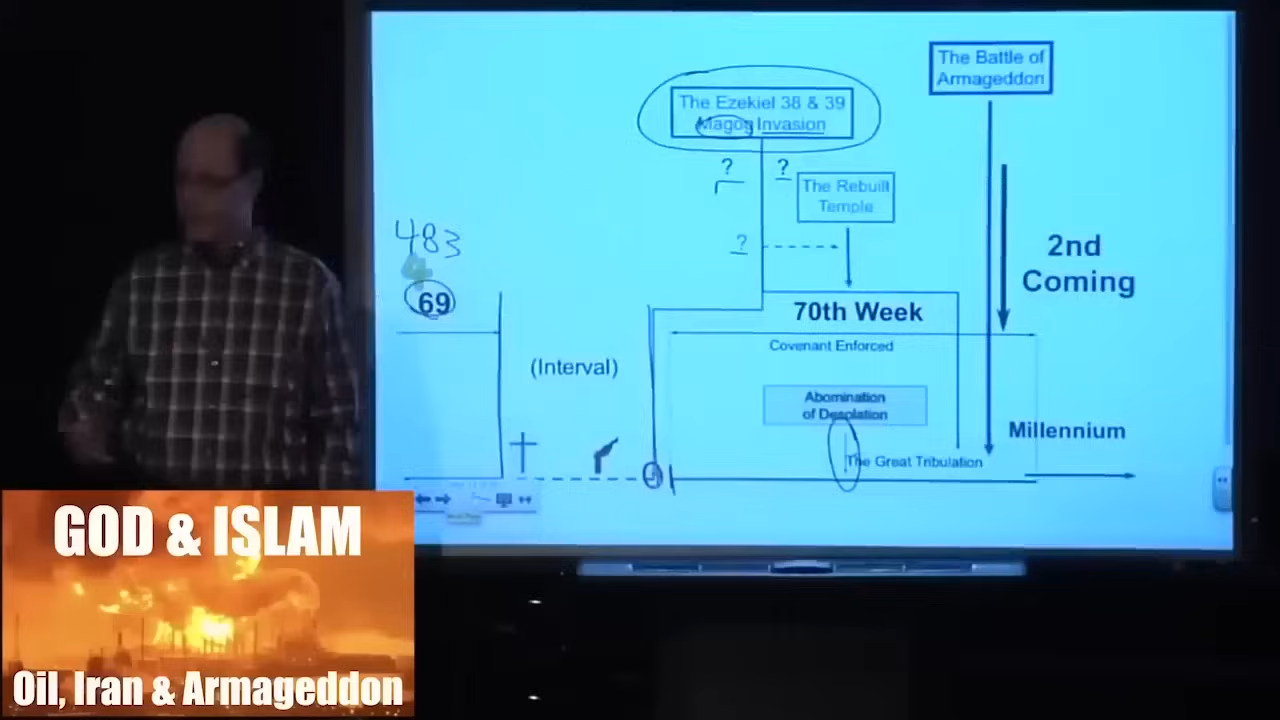 The Battle of
Armageddon
The Ezekiel 38 & 39
Magog Invasion
? ?
The Rebuilt
Temple
?
483
69
2nd
Coming
70th Week
Covenant Enforced
(Interval)
Abomination
of Desolation
Millennium
The Great Tribulation
GOD & ISLAM
Oil, Iran & Armageddon